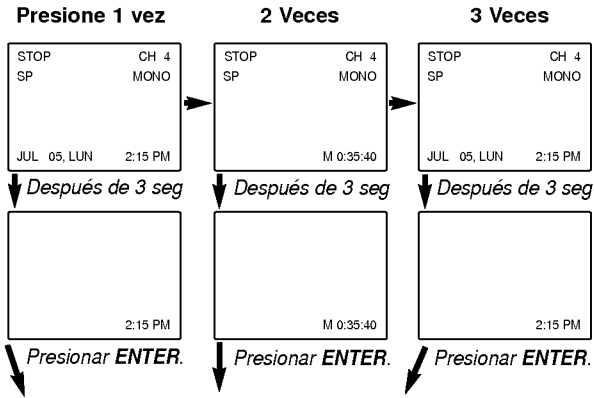 Presione 1 vez
2 Veces
3 Veces
STOP CH 4
SP MONO
JUL 05, LUN 2:15 PM
STOP CH 4
SP MONO
M 0:35:40
STOP CH 4
SP MONO
JUL 05, LUN 2:15 PM
Después de 3 seg
Después de 3 seg
Después de 3 seg
2:15 PM
M 0:35:40
2:15 PM
Presionar ENTER.
Presionar ENTER.
Presionar ENTER.